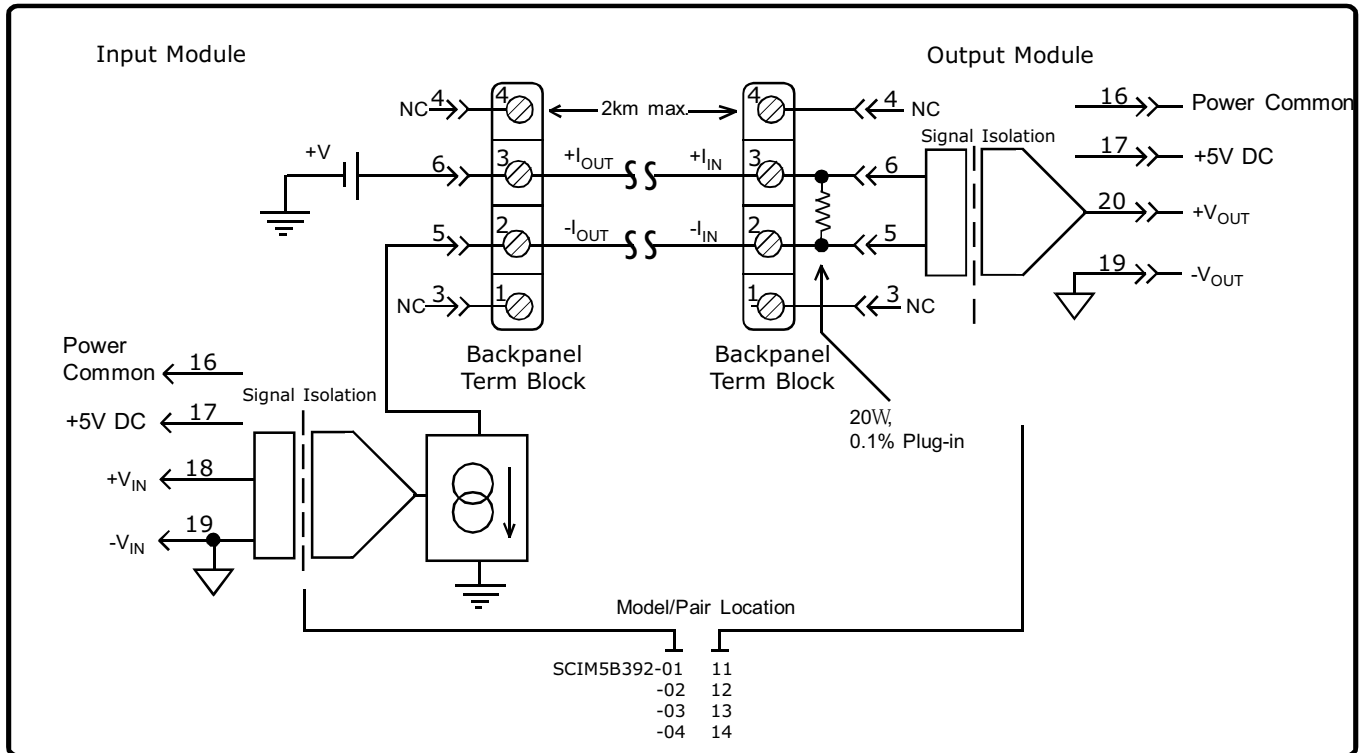 Input Module
Output Module
NC 4
4
2km max.
4
4 NC
16 Power Common
Signal Isolation
17 +5V DC
+V
6
3
+IOUT
+IIN
3
6
20 +VOUT
5
2
-IOUT
-IIN
2
5
19 -VOUT
NC 3
1
1
3 NC
Backpanel
Term Block
Backpanel
Term Block
Power
Common 16
Signal Isolation
+5V DC 17
20W,
0.1% Plug-in
+VIN 18
-VIN 19
Model/Pair Location
SCIM5B392-01 11
-02 12
-03 13
-04 14